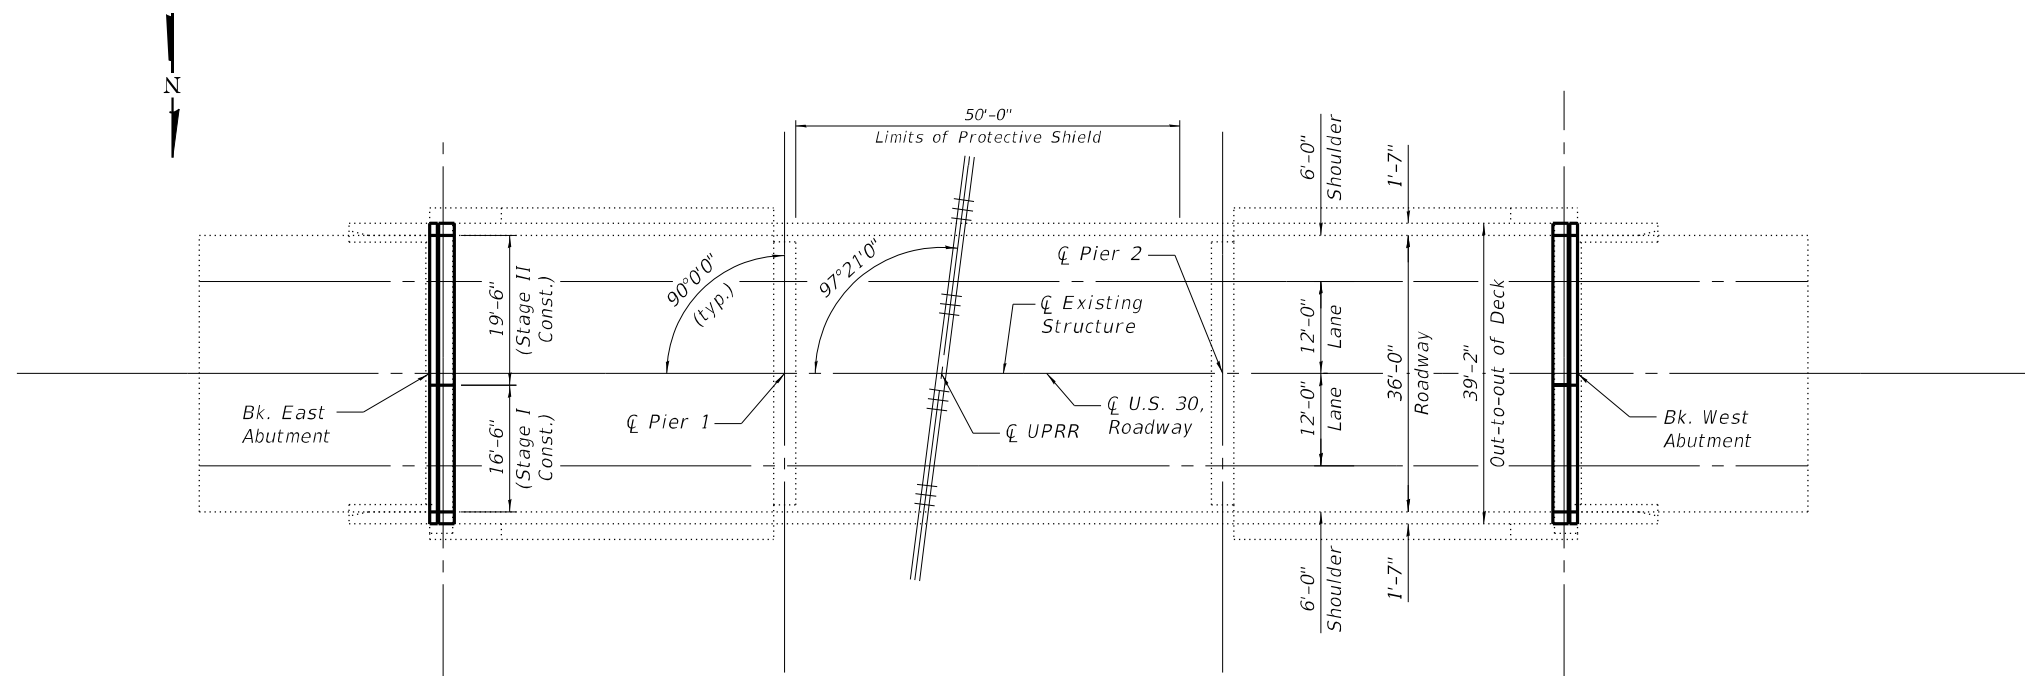 N
50'-0"
Limits of Protective Shield
6'-0"
Shoulder
1'-7"
19'-6"
(Stage II
Const.)
90°0'0"
(typ.)
97°21'0"
℄ Pier 2
℄ Existing
Structure
12'-0"
Lane
36'-0"
Roadway
39'-2"
Out-to-out of Deck
Bk. East
Abutment
16'-6"
(Stage I
Const.)
℄ Pier 1
℄ UPRR
℄ U.S. 30,
Roadway
12'-0"
Lane
Bk. West
Abutment
6'-0"
Shoulder
1'-7"